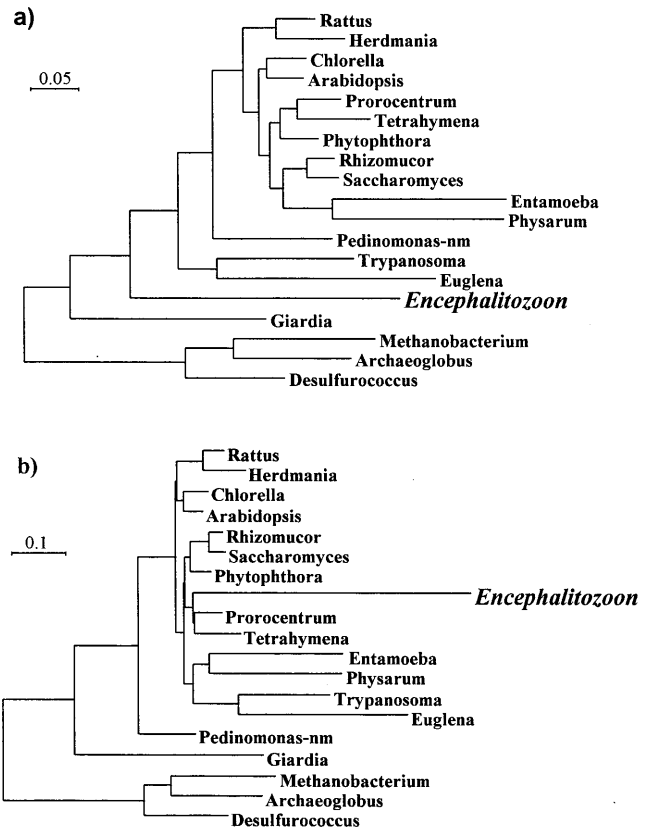 a)
Rattus
Herdmania
Chlorella
0.05
Arabidopsis
Prorocentrum
Tetrahymena
Phytophthora
Rhizomucor
Saccharomyces
Entamoeba
Physarum
Pedinomonas-nm
Trypanosoma
Euglena
Encephalitozoon
Giardia
Methanobacterium
Archaeoglobus
Desulfurococcus
b)
Rattus
Herdmania
Chlorella
Arabidopsis
Rhizomucor
0.1
Saccharomyces
Phytophthora
Encephalitozoon
Prorocentrum
Tetrahymena
Entamoeba
Physarum
Trypanosoma
Euglena
Pedinomonas-nm
Giardia
Methanobacterium
Archaeoglobus
Desulfurococcus